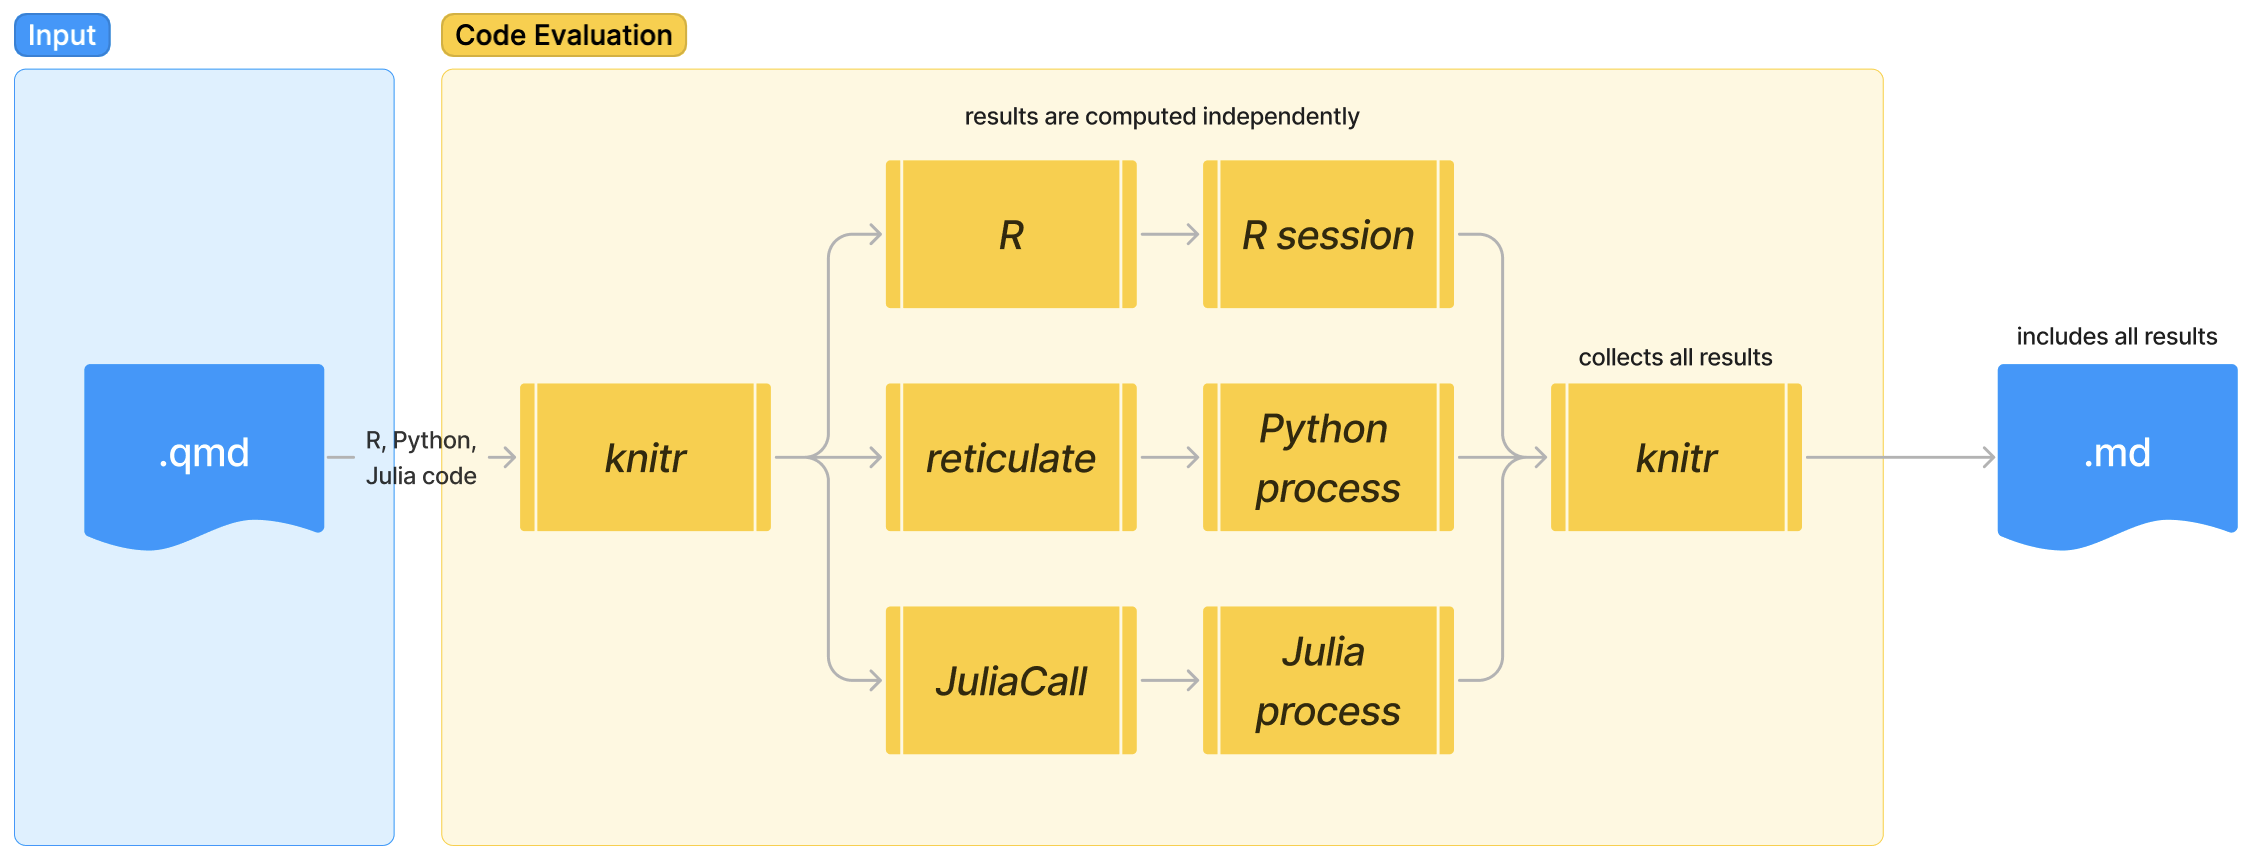 Input
Code Evaluation
results are computed independently
R
R session
includes all results
collects all results
.qmd
R, Python,
Julia code
knitr
reticulate
Python
process
knitr
.md
JuliaCall
Julia
process